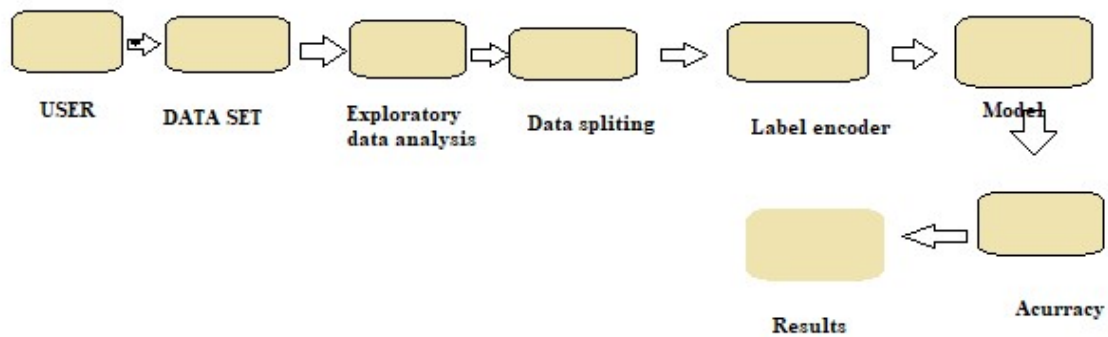 USER
DATA SET
Exploratory
data analysis
Data spliting
Label encoder
Model
Acurracy
Results